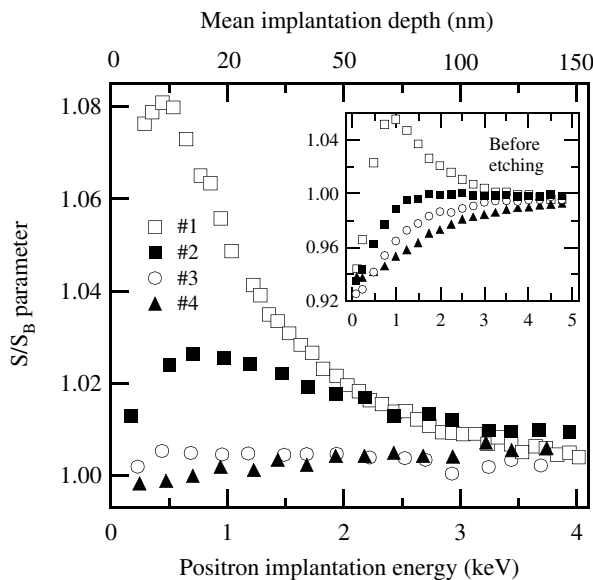 Mean implantation depth (nm)
0 20 50 100 150
1.08
1.06
1.04
1.02
1.00
S/S_B parameter
#1
#2
#3
#4
Before
etching
1.04
1.00
0.96
0.92
0 1 2 3 4 5
0 1 2 3 4
Positron implantation energy (keV)